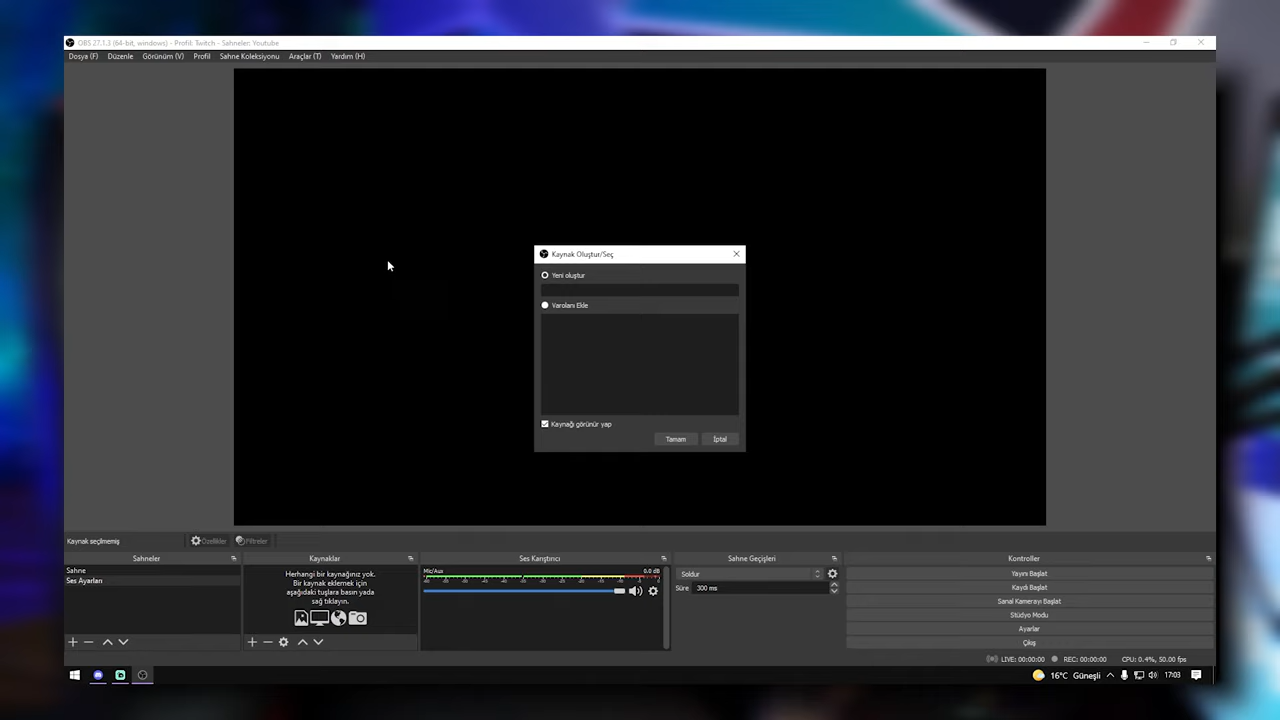 OBS 27.1.3 (64-bit, windows) - Profil: Twitch - Sahneler: Youtube
Dosya (F) Düzenle Görünüm (V) Profil Sahne Koleksiyonu Araçlar (T) Yardım (H)
Kaynak Oluştur/Seç
Yeni oluştur
Varolanı Ekle
Kaynağı görünür yap
Tamam İptal
Kaynak seçilmemiş Özellikler Filtreler
Sahneler Kaynaklar Ses Karıştırıcı Sahne Geçişleri Kontroller
Sahne
Ses Ayarları
Herhangi bir kaynağınız yok.
Bir kaynak eklemek için
aşağıdaki tuşlara basın yada
sağ tıklayın.
Mic/Aux 0.0 dB
Soldur
Süre 300 ms
Yayını Başlat
Kaydı Başlat
Sanal Kamerayı Başlat
Stüdyo Modu
Ayarlar
Çıkış
LIVE: 00:00:00 REC: 00:00:00 CPU: 0.4%, 50.00 fps
16°C Güneşli 17:03